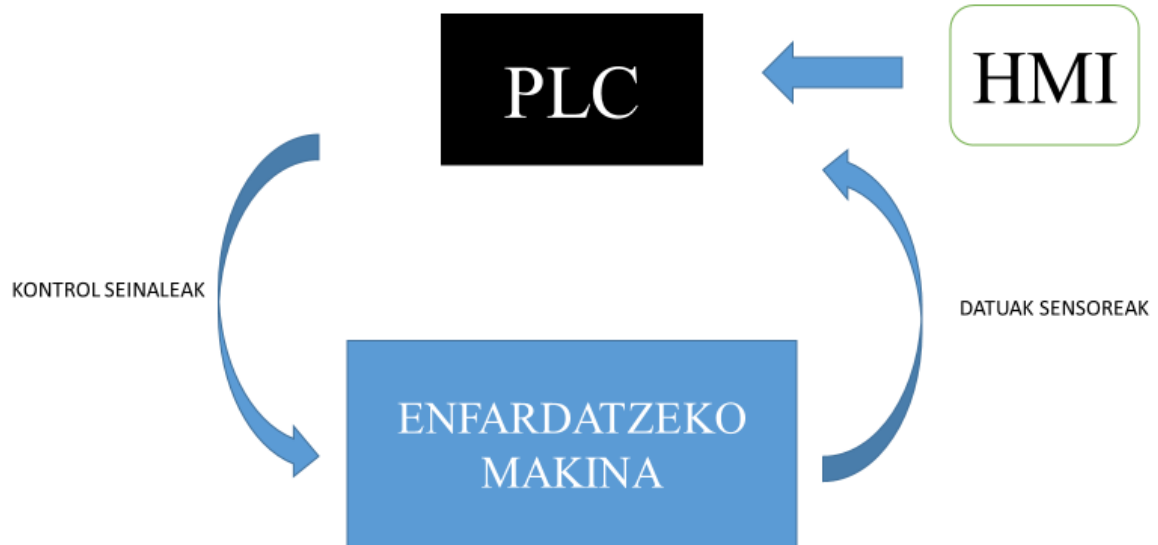 PLC
HMI
KONTROL SEINALEAK
DATUAK SENSOREAK
ENFARDATZEKO
MAKINA